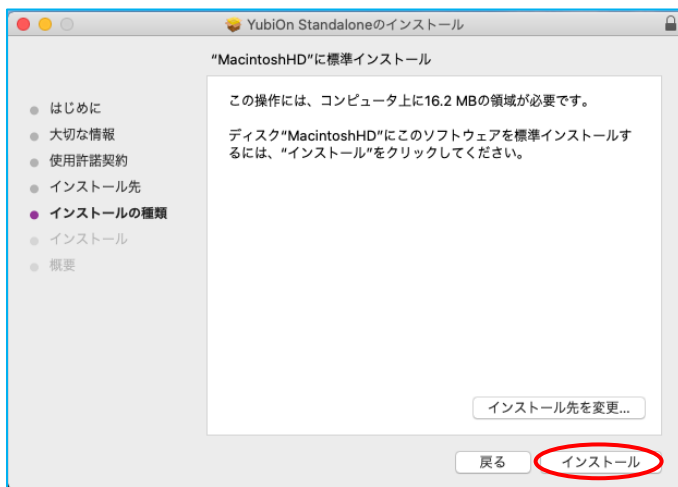 YubiOn Standaloneのインストール
“MacintoshHD”に標準インストール
はじめに
大切な情報
使用許諾契約
インストール先
インストールの種類
インストール
概要
この操作には、コンピュータ上に16.2 MBの領域が必要です。
ディスク“MacintoshHD”にこのソフトウェアを標準インストールす
るには、“インストール”をクリックしてください。
インストール先を変更...
戻る
インストール